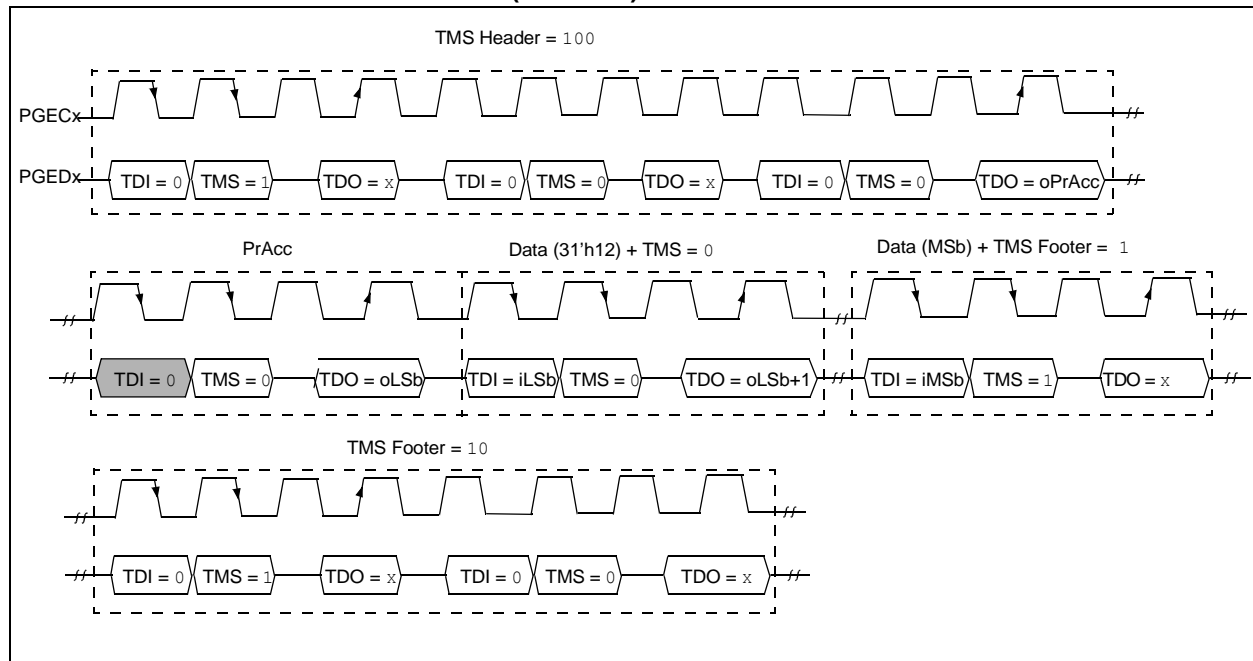 TMS Header = 100
PGECx
PGEDx
TDI = 0 TMS = 1 TDO = x TDI = 0 TMS = 0 TDO = x TDI = 0 TMS = 0 TDO = oPrAcc
PrAcc Data (31'h12) + TMS = 0 Data (MSb) + TMS Footer = 1
TDI = 0 TMS = 0 TDO = oLSb TDI = iLSb TMS = 0 TDO = oLSb+1 TDI = iMSb TMS = 1 TDO = x
TMS Footer = 10
TDI = 0 TMS = 1 TDO = x TDI = 0 TMS = 0 TDO = x